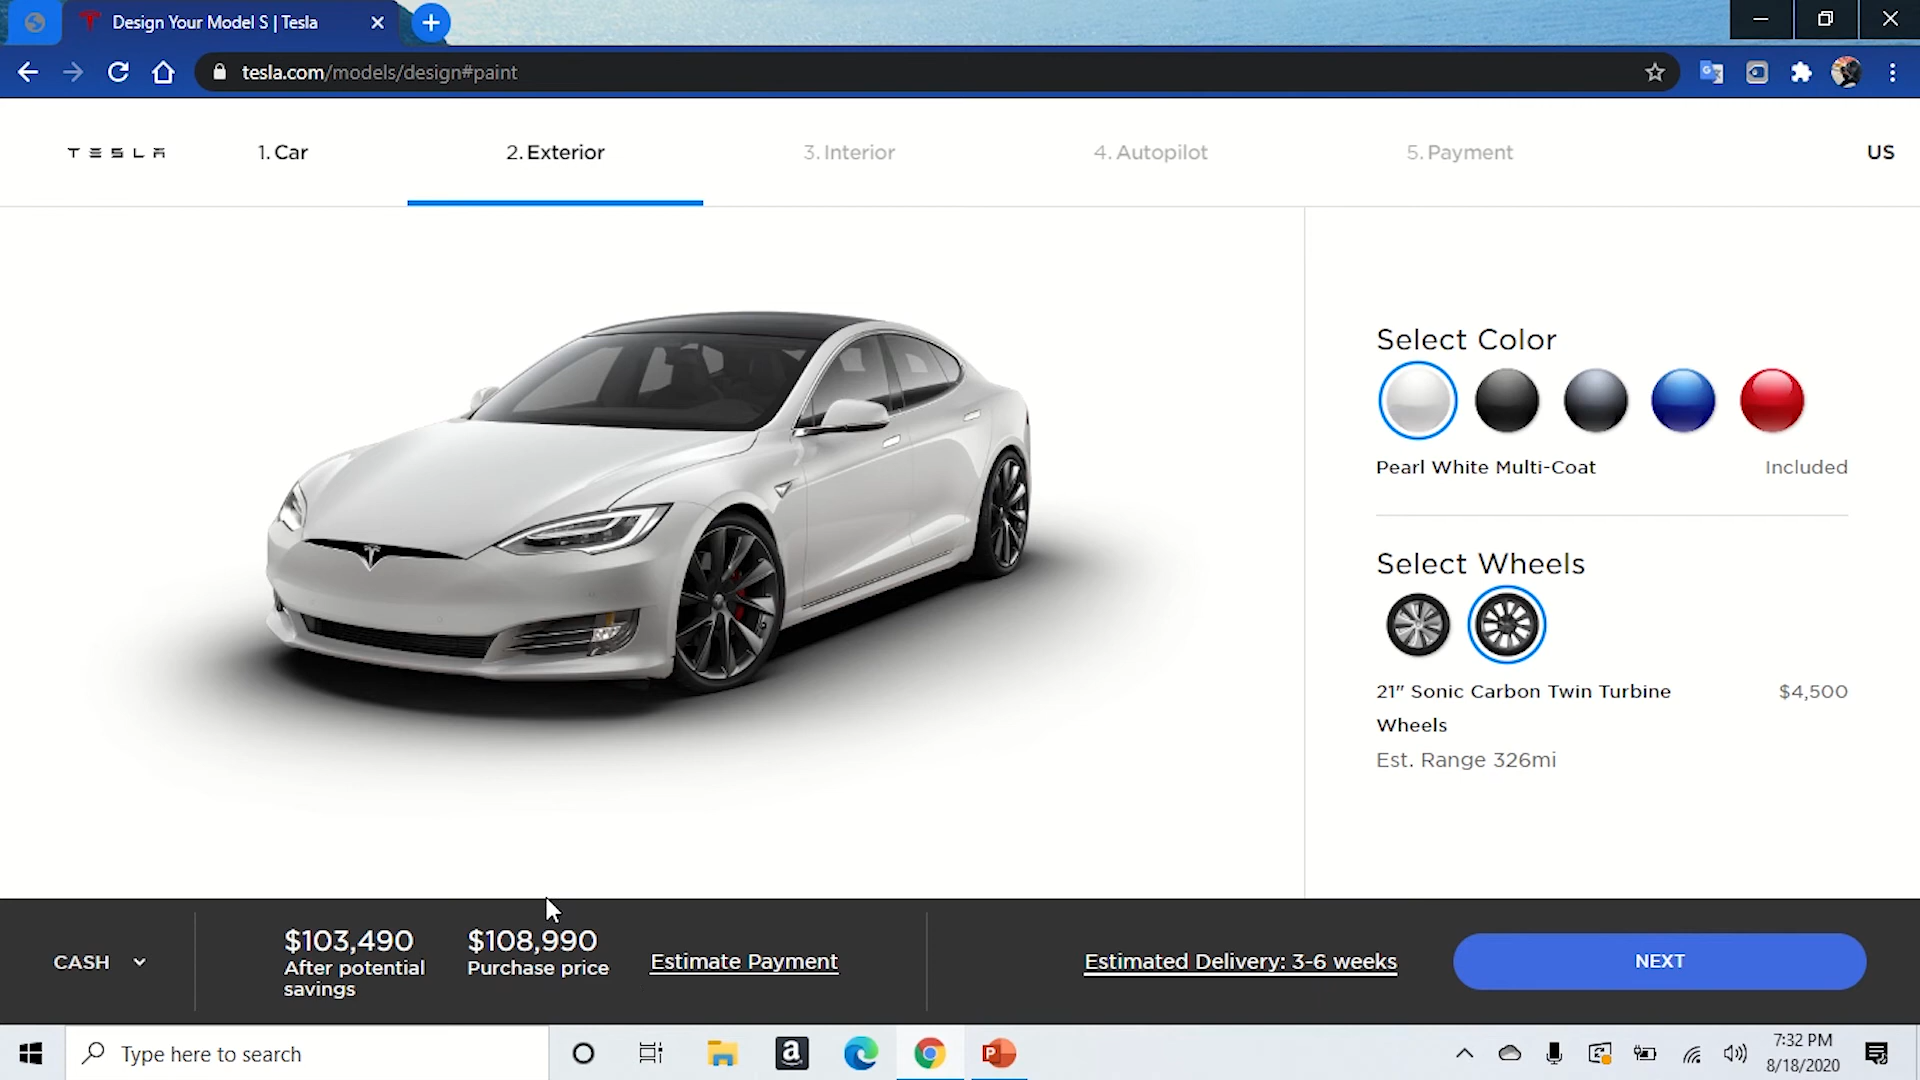 Design Your Model S | Tesla
tesla.com/models/design#paint
TESLA
1. Car
2. Exterior
3. Interior
4. Autopilot
5. Payment
US
Select Color
Pearl White Multi-Coat
Included
Select Wheels
21" Sonic Carbon Twin Turbine
Wheels
$4,500
Est. Range 326mi
CASH
$103,490
After potential
savings
$108,990
Purchase price
Estimate Payment
Estimated Delivery: 3-6 weeks
NEXT
Type here to search
7:32 PM
8/18/2020